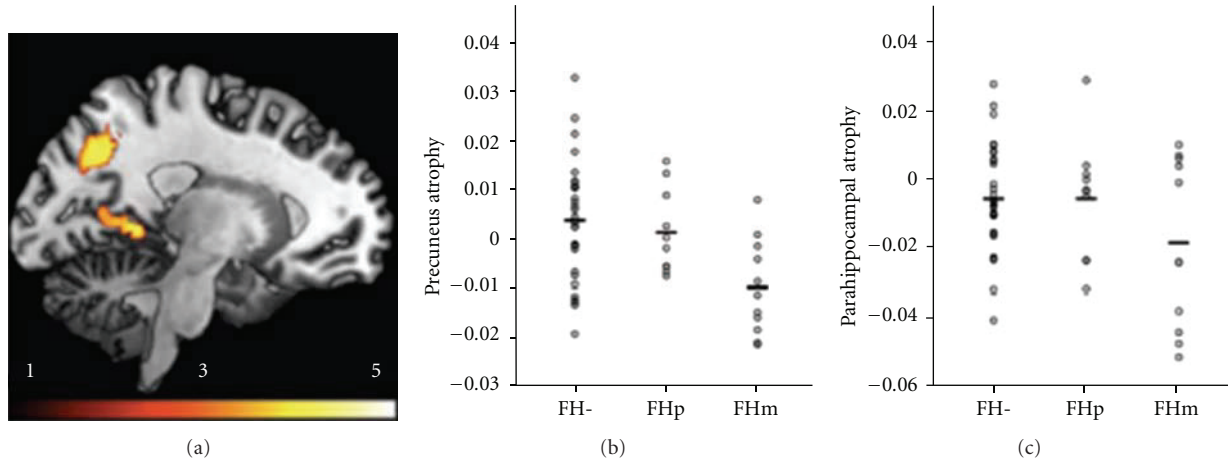 1 3 5
(a)
Precuneus atrophy
0.04
0.03
0.02
0.01
0
−0.01
−0.02
−0.03
FH- FHp FHm
(b)
Parahippocampal atrophy
0.04
0.02
0
−0.02
−0.04
−0.06
FH- FHp FHm
(c)